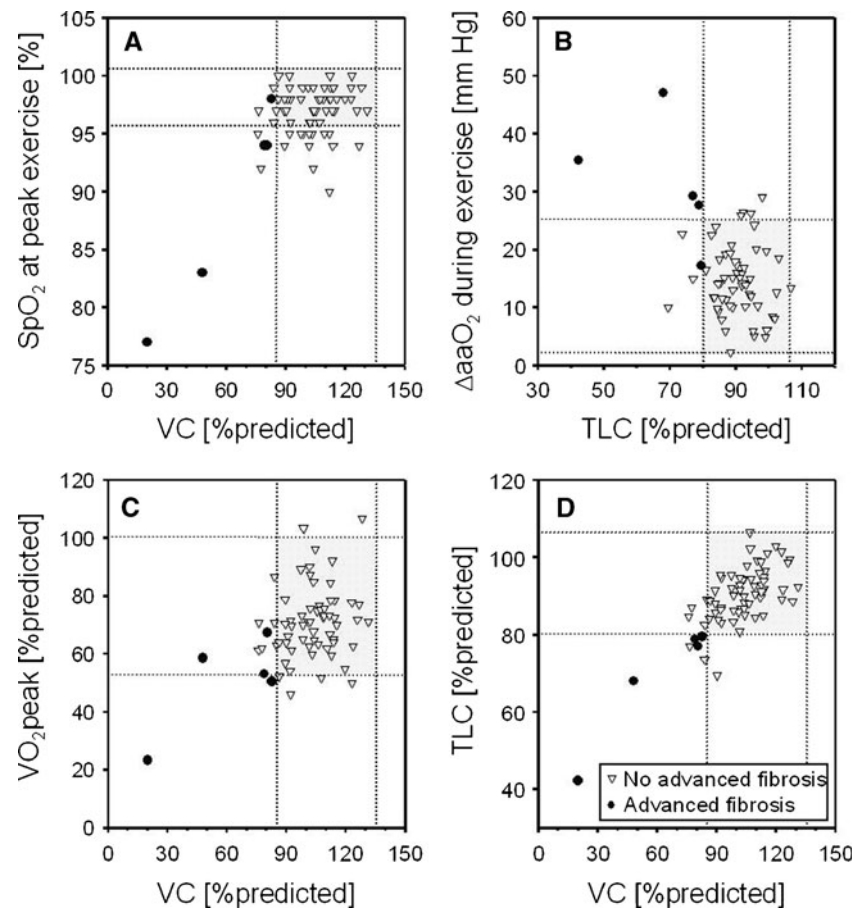 A
SpO₂ at peak exercise [%]
100
95
90
85
80
75
0 30 60 90 120 150
VC [%predicted]
B
ΔaaO₂ during exercise [mm Hg]
60
50
40
30
20
10
0
30 50 70 90 110
TLC [%predicted]
C
VO₂peak [%predicted]
120
100
80
60
40
20
0
0 30 60 90 120 150
VC [%predicted]
D
TLC [%predicted]
120
100
80
60
40
No advanced fibrosis
Advanced fibrosis
0 30 60 90 120 150
VC [%predicted]